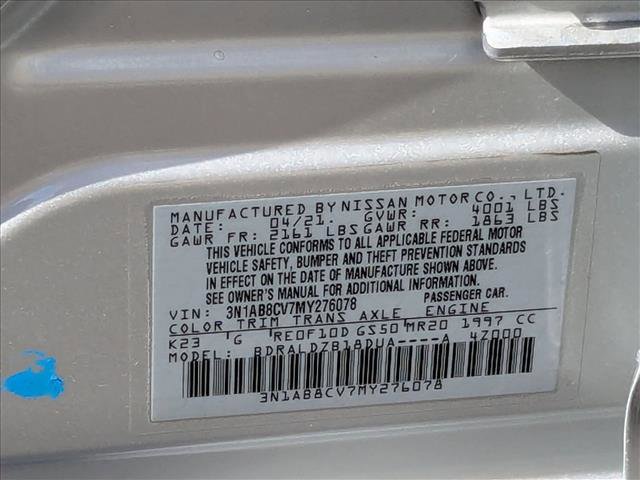 MANUFACTURED BY NISSAN MOTOR CO., LTD.
DATE: 04/21. GVWR: 4001 LBS
GAWR FR: 2161 LBS GAWR RR: 1863 LBS
THIS VEHICLE CONFORMS TO ALL APPLICABLE FEDERAL MOTOR
VEHICLE SAFETY, BUMPER AND THEFT PREVENTION STANDARDS
IN EFFECT ON THE DATE OF MANUFACTURE SHOWN ABOVE.
SEE OWNER'S MANUAL FOR ADDITIONAL INFORMATION.
VIN: 3N1AB8CV7MY276078 PASSENGER CAR.
COLOR TRIM TRANS AXLE ENGINE
K23 'G 'RE0F10D GS50 MR20 1997 CC
MODEL: BDRALDZB18DUA----A 4Z000
3N1AB8CV7MY276078